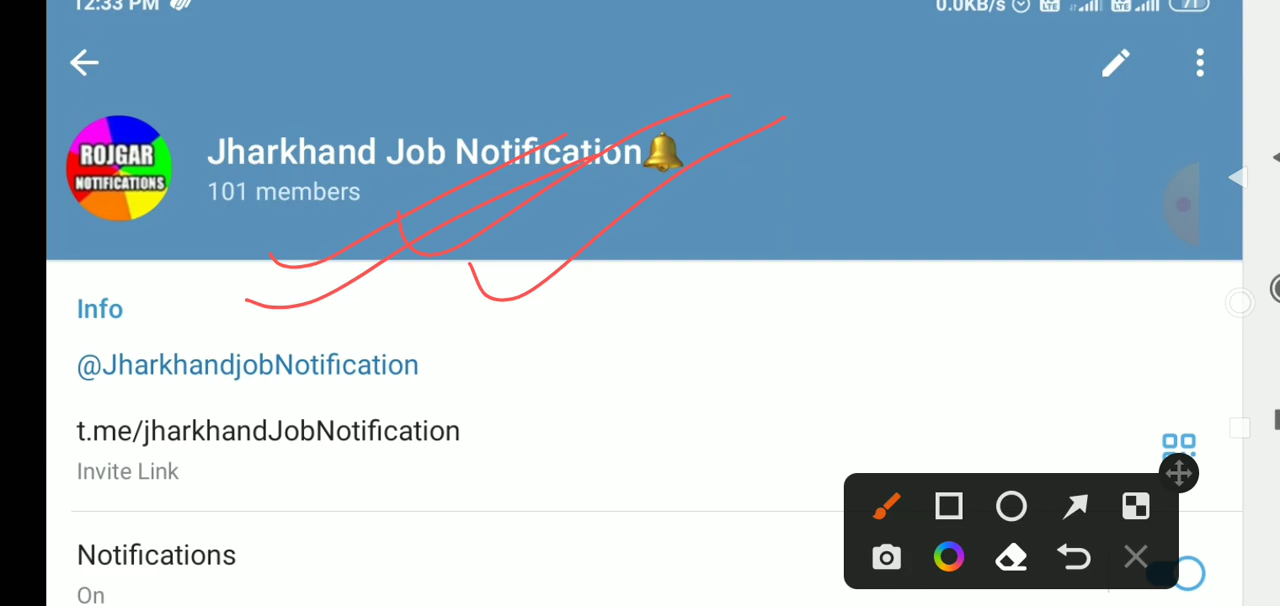 12:33 PM
0.0KB/s
71
ROJGAR
NOTIFICATIONS
Jharkhand Job Notification🔔
101 members
Info
@JharkhandjobNotification
t.me/jharkhandJobNotification
Invite Link
Notifications
On